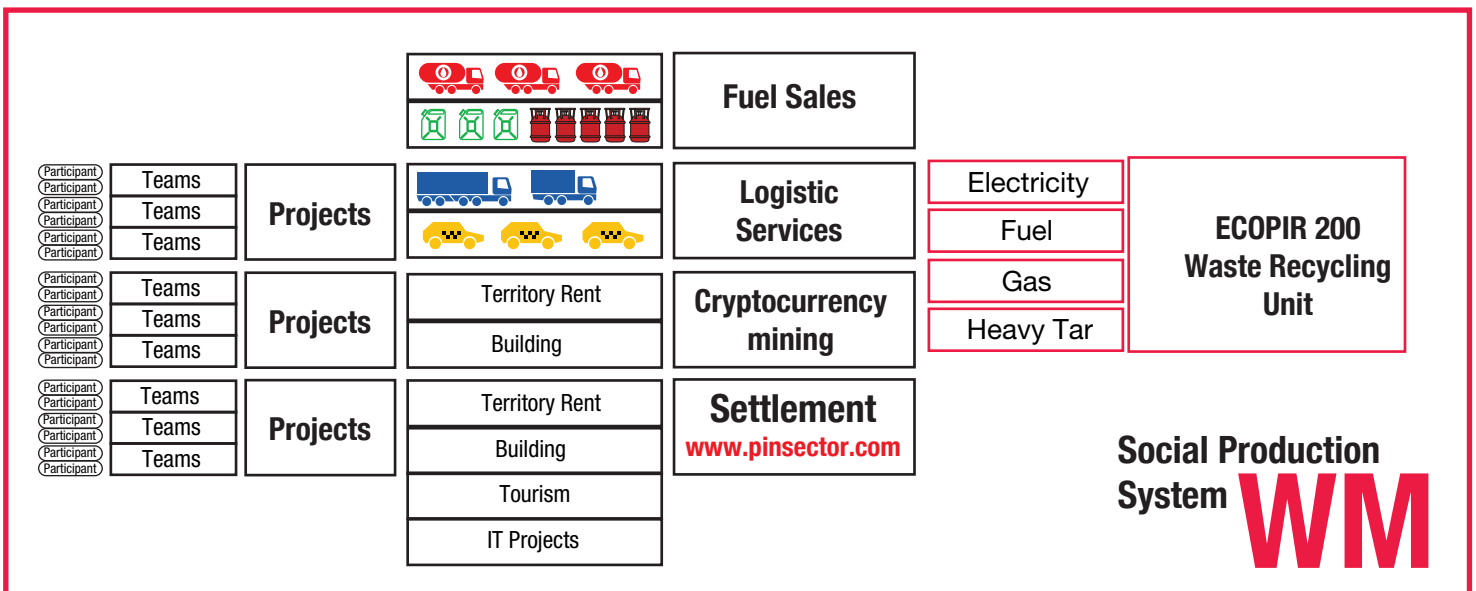 Fuel Sales
Participant
Participant
Participant
Participant
Participant
Participant
Teams
Teams
Teams
Projects
Logistic
Services
Electricity
Fuel
Gas
Heavy Tar
ECOPIR 200
Waste Recycling
Unit
Participant
Participant
Participant
Participant
Participant
Participant
Teams
Teams
Teams
Projects
Territory Rent
Building
Cryptocurrency
mining
Participant
Participant
Participant
Participant
Participant
Participant
Teams
Teams
Teams
Projects
Territory Rent
Building
Tourism
IT Projects
Settlement
www.pinsector.com
Social Production
System WM